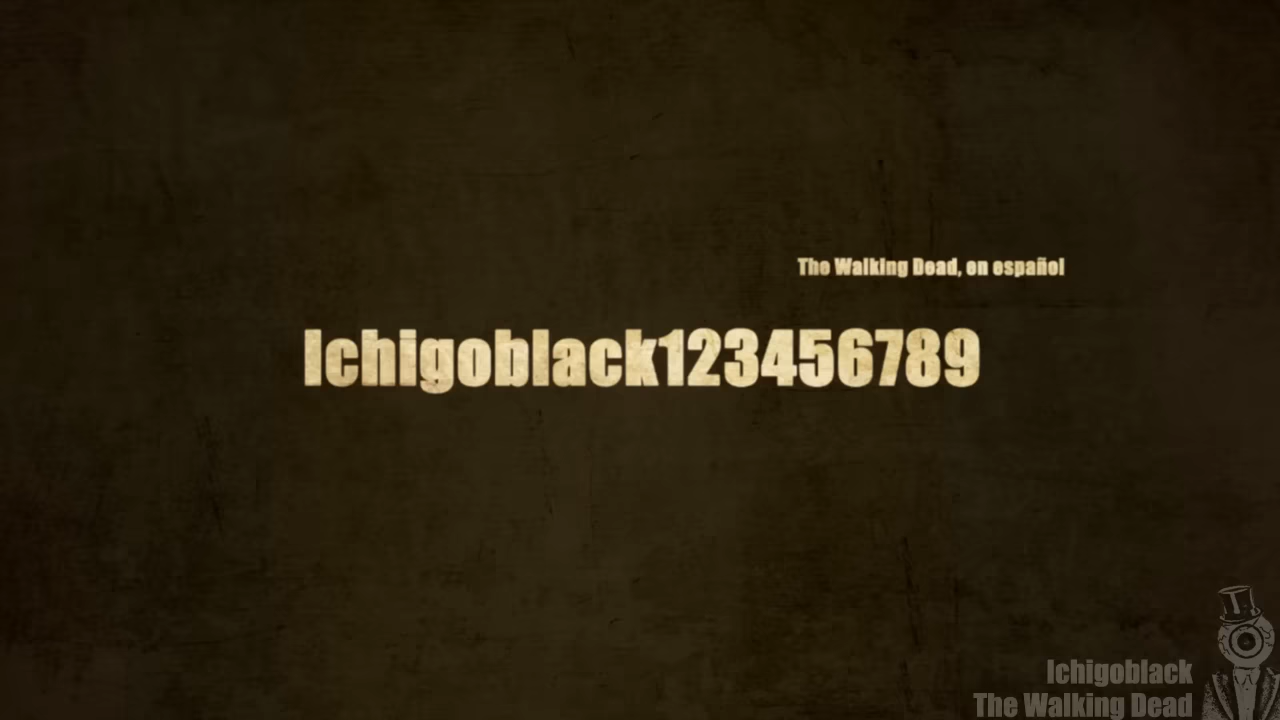 The Walking Dead, en español
Ichigoblack123456789
Ichigoblack
The Walking Dead